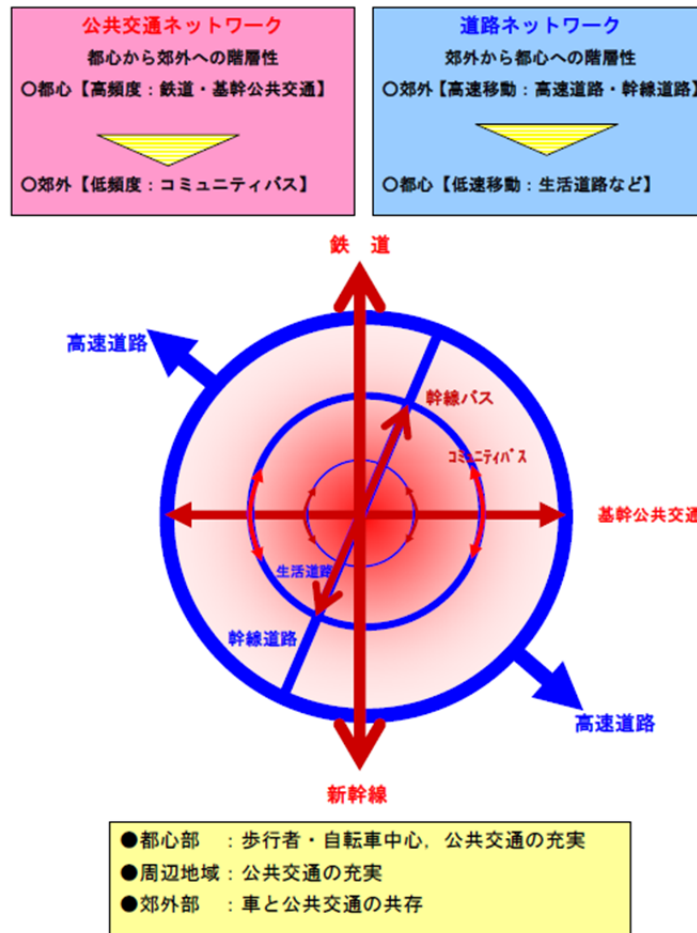 公共交通ネットワーク
都心から郊外への階層性
○都心【高頻度：鉄道・基幹公共交通】
○郊外【低頻度：コミュニティバス】
道路ネットワーク
郊外から都心への階層性
○郊外【高速移動：高速道路・幹線道路】
○都心【低速移動：生活道路など】
鉄　道
高速道路
幹線バス
コミュニティバス
基幹公共交通
生活道路
幹線道路
高速道路
新幹線
●都心部　：歩行者・自転車中心，公共交通の充実
●周辺地域：公共交通の充実
●郊外部　：車と公共交通の共存